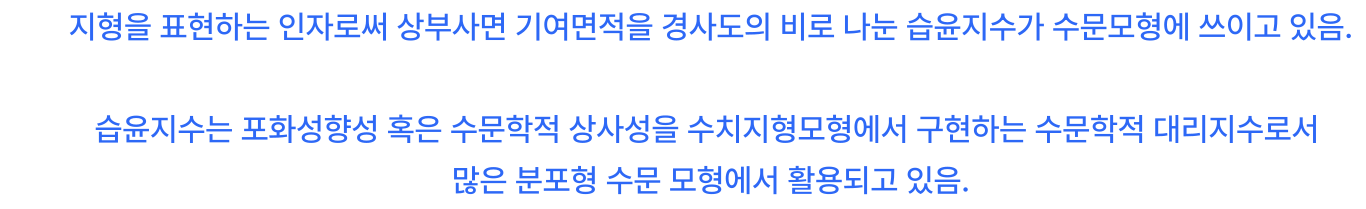 지형을 표현하는 인자로써 상부사면 기여면적을 경사도의 비로 나눈 습윤지수가 수문모형에 쓰이고 있음.
습윤지수는 포화성향성 혹은 수문학적 상사성을 수치지형모형에서 구현하는 수문학적 대리지수로서
많은 분포형 수문 모형에서 활용되고 있음.